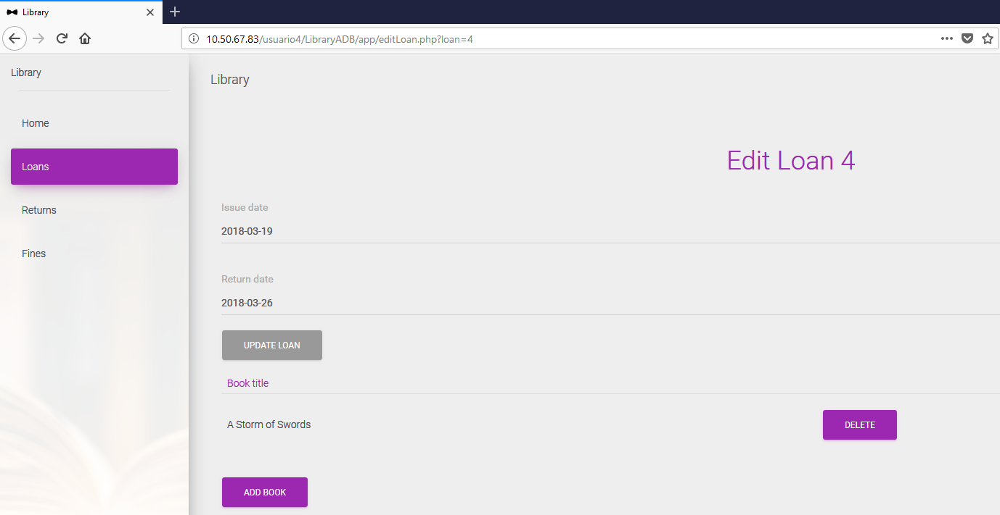 Library
10.50.67.83/usuario4/LibraryADB/app/editLoan.php?loan=4
Library
Home
Loans
Returns
Fines
Library
Edit Loan 4
Issue date
2018-03-19
Return date
2018-03-26
UPDATE LOAN
Book title
A Storm of Swords
DELETE
ADD BOOK